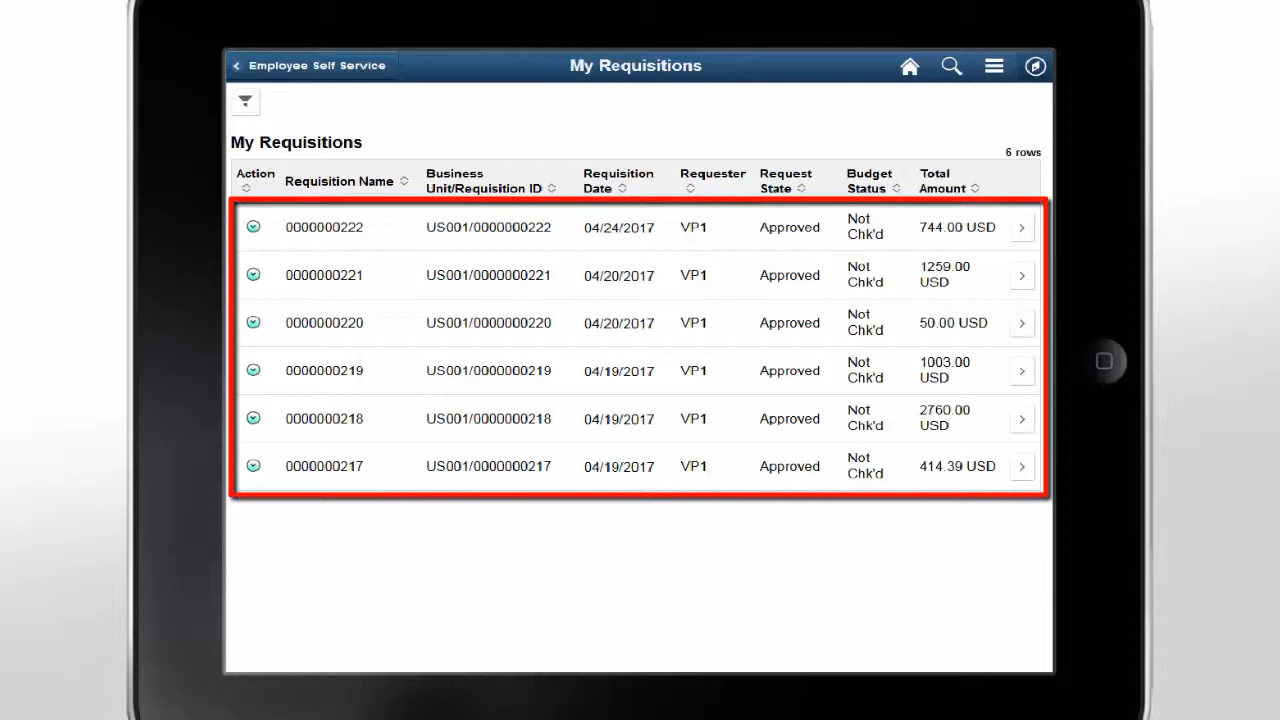 Employee Self Service
My Requisitions
My Requisitions
6 rows
Action Requisition Name Business Unit/Requisition ID Requisition Date Requester Request State Budget Status Total Amount
0000000222 US001/0000000222 04/24/2017 VP1 Approved Not Chk'd 744.00 USD
0000000221 US001/0000000221 04/20/2017 VP1 Approved Not Chk'd 1259.00 USD
0000000220 US001/0000000220 04/20/2017 VP1 Approved Not Chk'd 50.00 USD
0000000219 US001/0000000219 04/19/2017 VP1 Approved Not Chk'd 1003.00 USD
0000000218 US001/0000000218 04/19/2017 VP1 Approved Not Chk'd 2760.00 USD
0000000217 US001/0000000217 04/19/2017 VP1 Approved Not Chk'd 414.39 USD